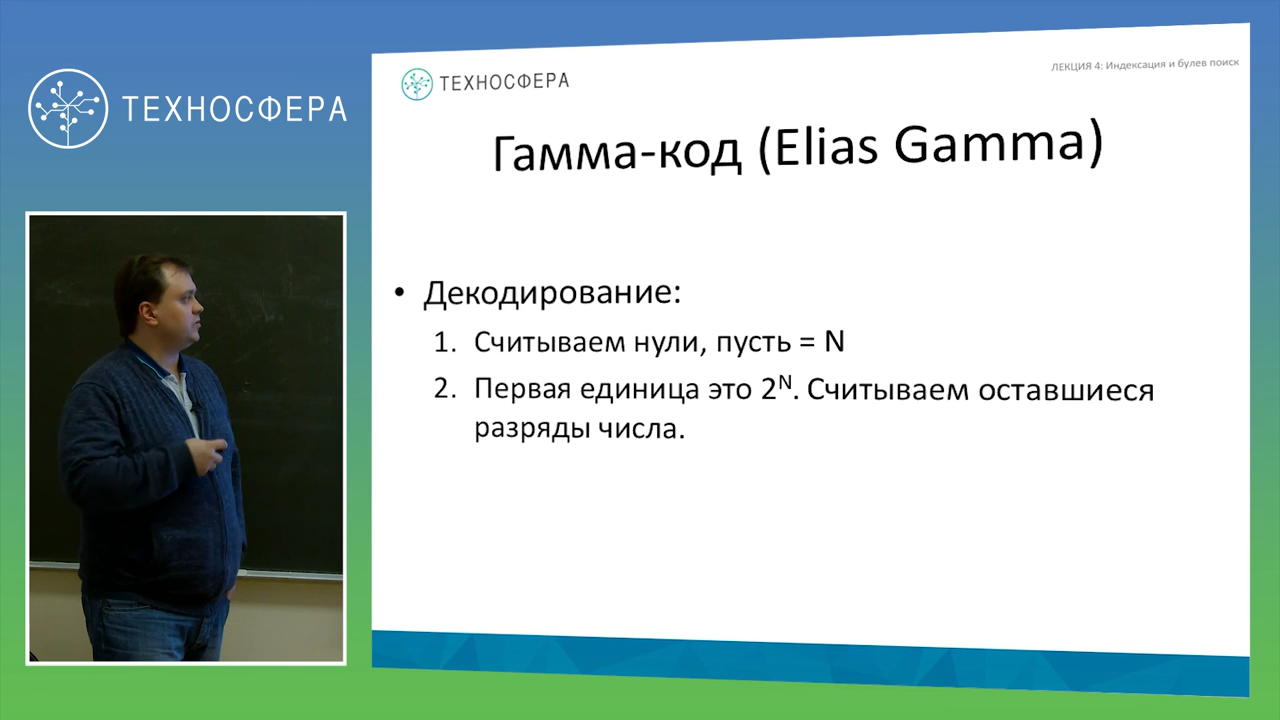 ТЕХНОСФЕРА
ТЕХНОСФЕРА
ЛЕКЦИЯ 4: Индексация и булев поиск
Гамма-код (Elias Gamma)
• Декодирование:
1. Считываем нули, пусть = N
2. Первая единица это 2ᴺ. Считываем оставшиеся
разряды числа.